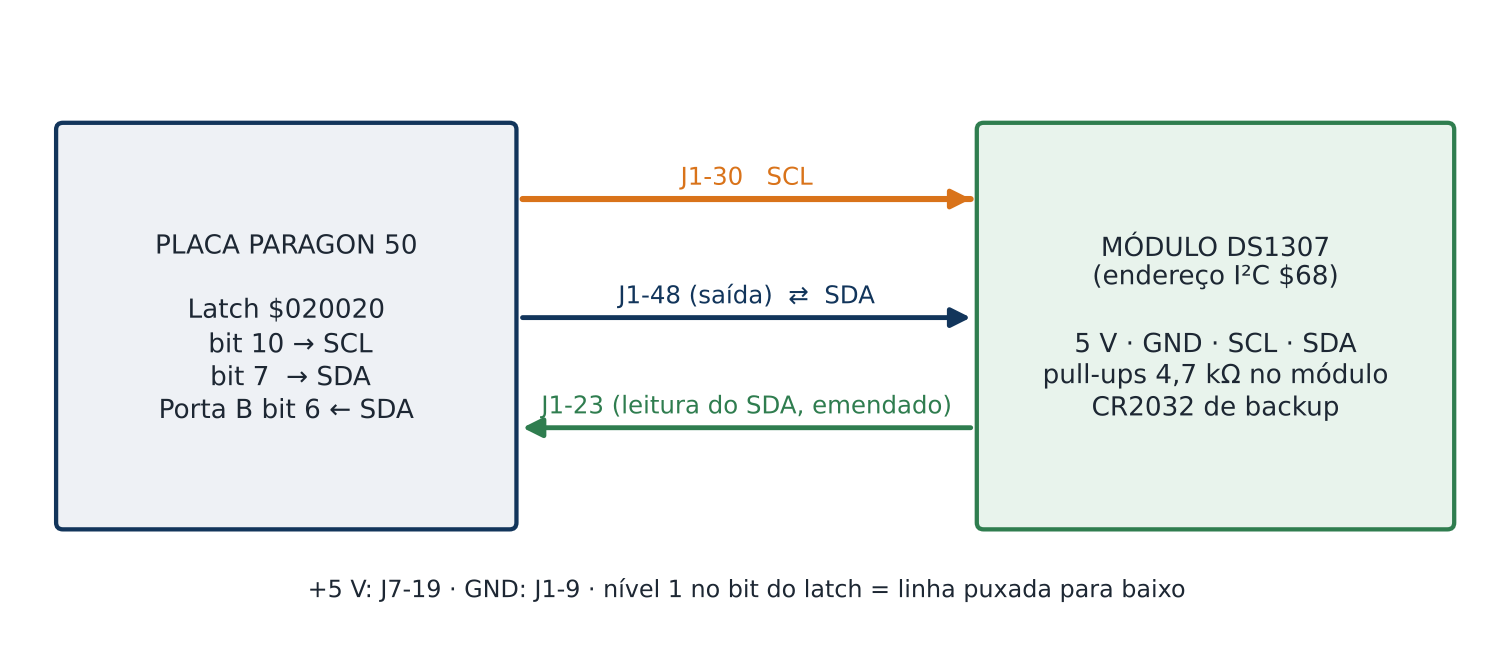 PLACA PARAGON 50
Latch $020020
bit 10 → SCL
bit 7 → SDA
Porta B bit 6 ← SDA
J1-30 SCL
J1-48 (saída) ⇄ SDA
J1-23 (leitura do SDA, emendado)
MÓDULO DS1307
(endereço I²C $68)
5 V · GND · SCL · SDA
pull-ups 4,7 kΩ no módulo
CR2032 de backup
+5 V: J7-19 · GND: J1-9 · nível 1 no bit do latch = linha puxada para baixo